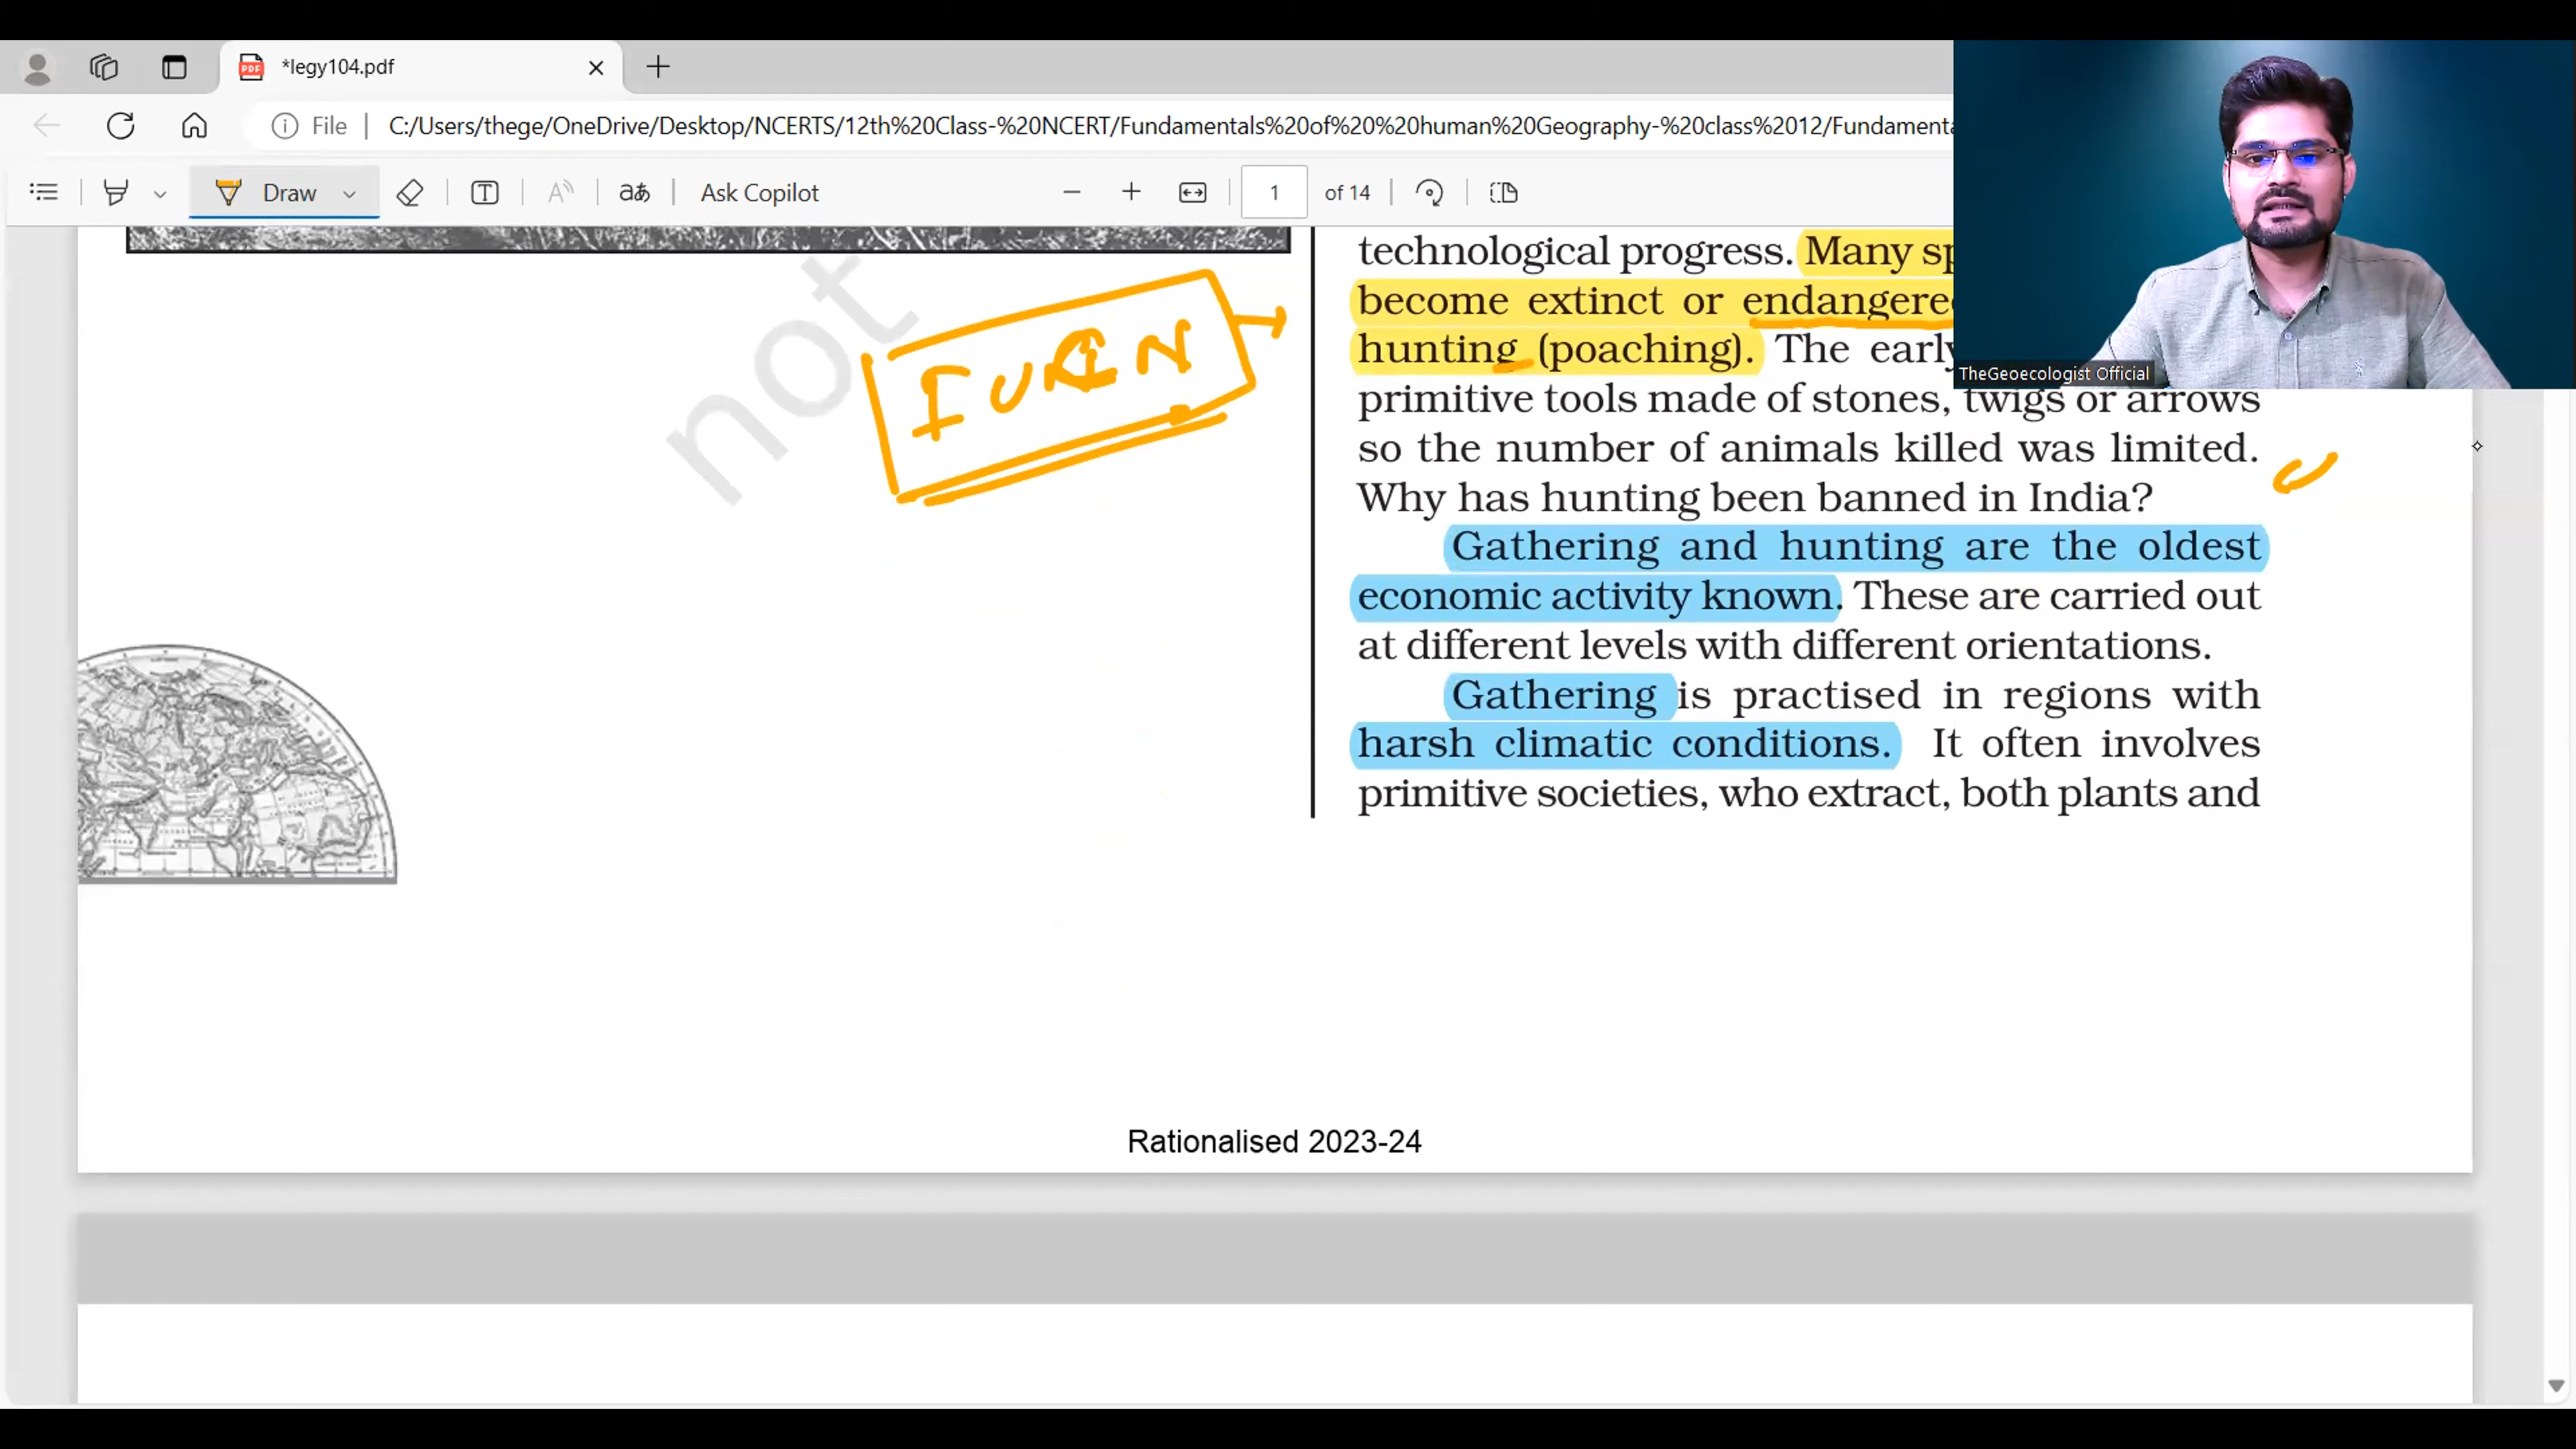 *legy104.pdf
File
C:/Users/thege/OneDrive/Desktop/NCERTS/12th%20Class-%20NCERT/Fundamentals%20of%20%20human%20Geography-%20class%2012/Fundamenta
Draw
aあ
Ask Copilot
1 of 14
not
technological progress. Many sp
become extinct or endangered
hunting (poaching). The early
TheGeoecologist Official
primitive tools made of stones, twigs or arrows
so the number of animals killed was limited.
Why has hunting been banned in India?
Gathering and hunting are the oldest
economic activity known. These are carried out
at different levels with different orientations.
Gathering is practised in regions with
harsh climatic conditions. It often involves
primitive societies, who extract, both plants and
Rationalised 2023-24